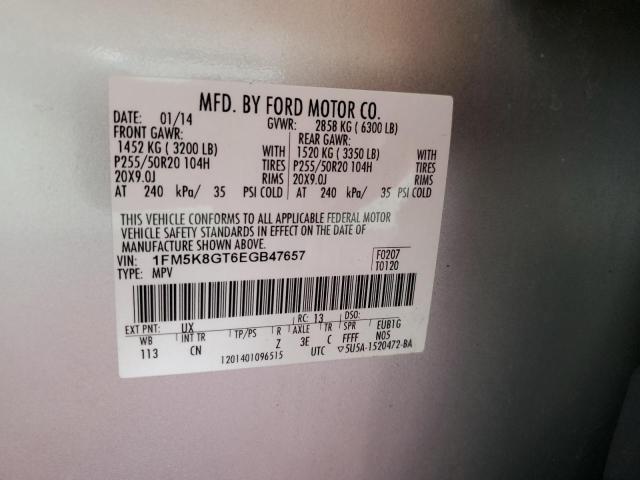 MFD. BY FORD MOTOR CO.
DATE: 01/14 GVWR: 2858 KG ( 6300 LB)
FRONT GAWR: REAR GAWR:
1452 KG ( 3200 LB) WITH 1520 KG ( 3350 LB) WITH
P255/50R20 104H TIRES P255/50R20 104H TIRES
20X9.0J RIMS 20X9.0J RIMS
AT 240 kPa/ 35 PSI COLD AT 240 kPa/ 35 PSI COLD
THIS VEHICLE CONFORMS TO ALL APPLICABLE FEDERAL MOTOR
VEHICLE SAFETY STANDARDS IN EFFECT ON THE DATE OF
MANUFACTURE SHOWN ABOVE.
VIN: 1FM5K8GT6EGB47657 F0207
TYPE: MPV T0120
EXT PNT: UX RC: 13 DSO:
WB INT TR TP/PS R AXLE TR SPR EUB1G
113 CN Z 3E C FFFF N05
1201401096515 UTC ▽5U5A-1520472-BA